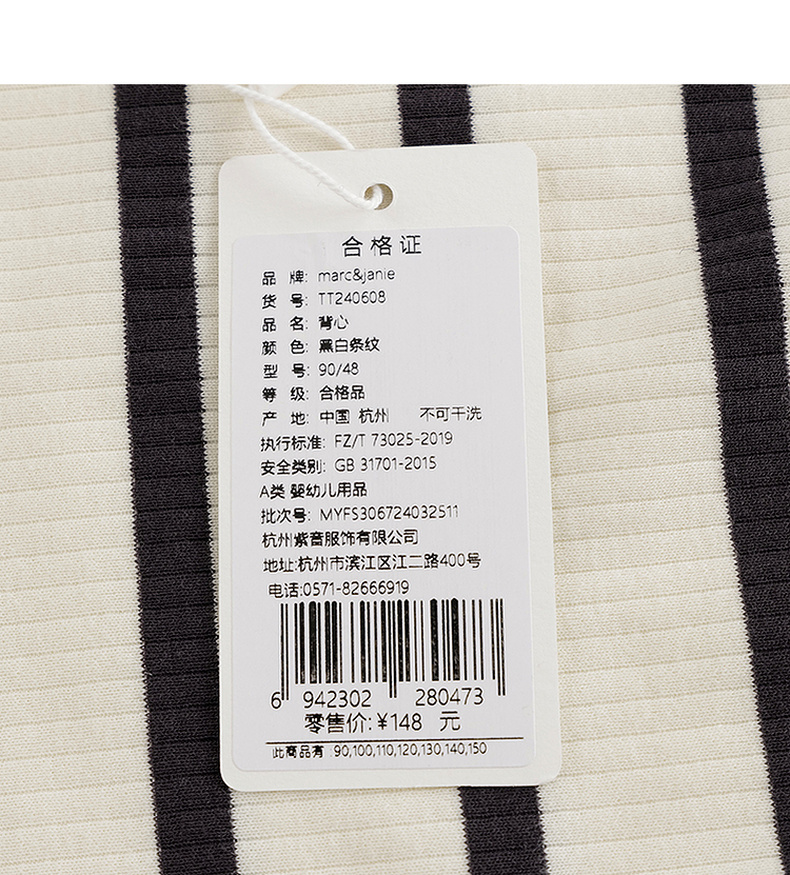 合格证
品 牌: marc&janie
货 号: TT240608
品 名: 背心
颜 色: 黑白条纹
型 号: 90/48
等 级: 合格品
产 地: 中国 杭州 不可干洗
执行标准: FZ/T 73025-2019
安全类别: GB 31701-2015
A类 婴幼儿用品
批次号: MYFS306724032511
杭州紫音服饰有限公司
地址:杭州市滨江区江二路400号
电话:0571-82666919
6 942302 280473
零售价:¥148 元
此商品有 90,100,110,120,130,140,150